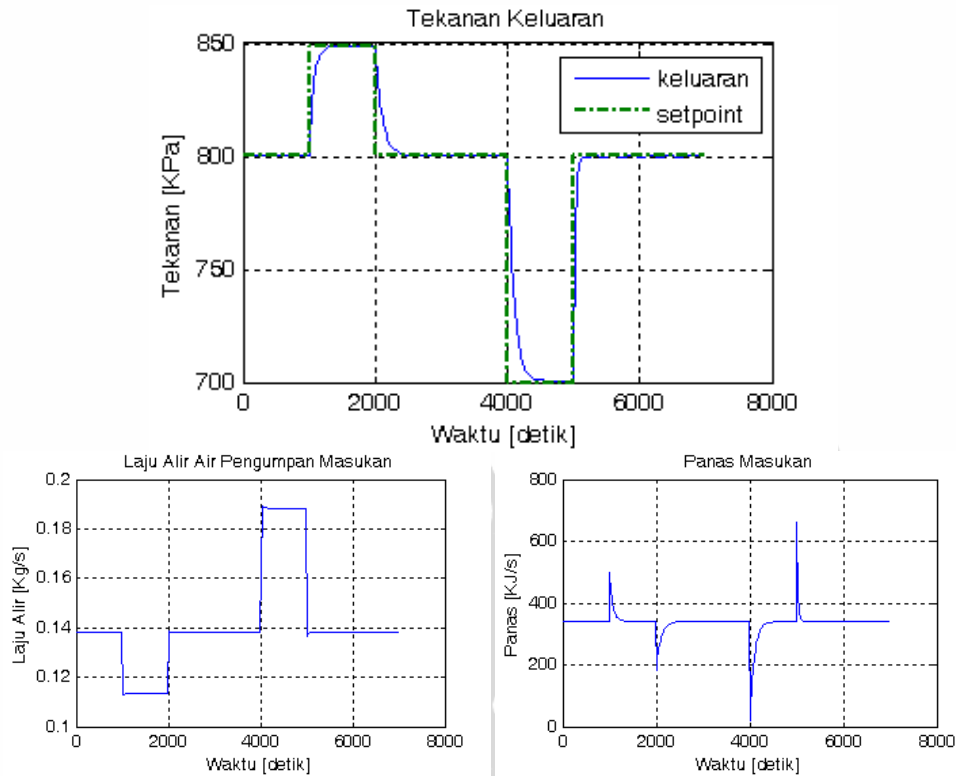 Tekanan Keluaran
850
800
750
700
Tekanan [KPa]
keluaran
setpoint
0
2000
4000
6000
8000
Waktu [detik]
Laju Alir Air Pengumpan Masukan
0.2
0.18
0.16
0.14
0.12
0.1
Laju Alir [Kg/s]
0
2000
4000
6000
8000
Waktu [detik]
Panas Masukan
800
600
400
200
0
Panas [KJ/s]
0
2000
4000
6000
8000
Waktu [detik]